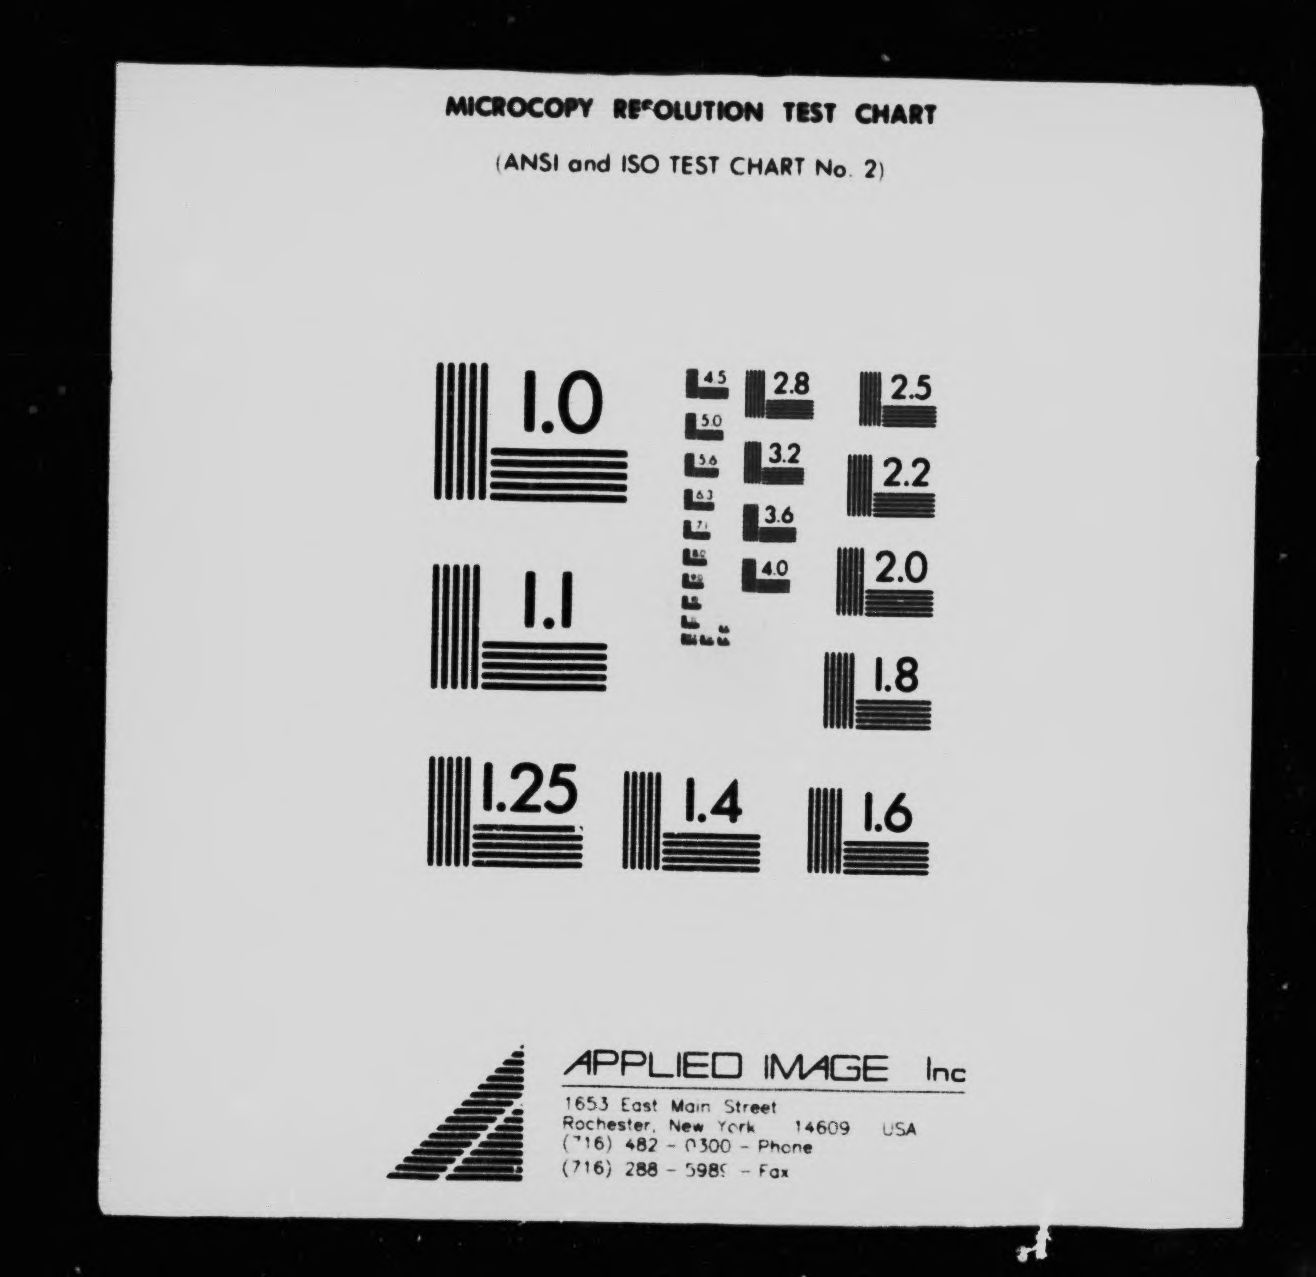 MICROCOPY RESOLUTION TEST CHART
(ANSI and ISO TEST CHART No. 2)
1.0
4.5
2.8
2.5
5.0
3.2
2.2
5.6
6.3
3.6
7.1
8.0
4.0
2.0
9.0
1.1
1.8
1.25
1.4
1.6
APPLIED IMAGE Inc
1653 East Main Street
Rochester, New York 14609 USA
(716) 482 - 0300 - Phone
(716) 288 - 5989 - Fax